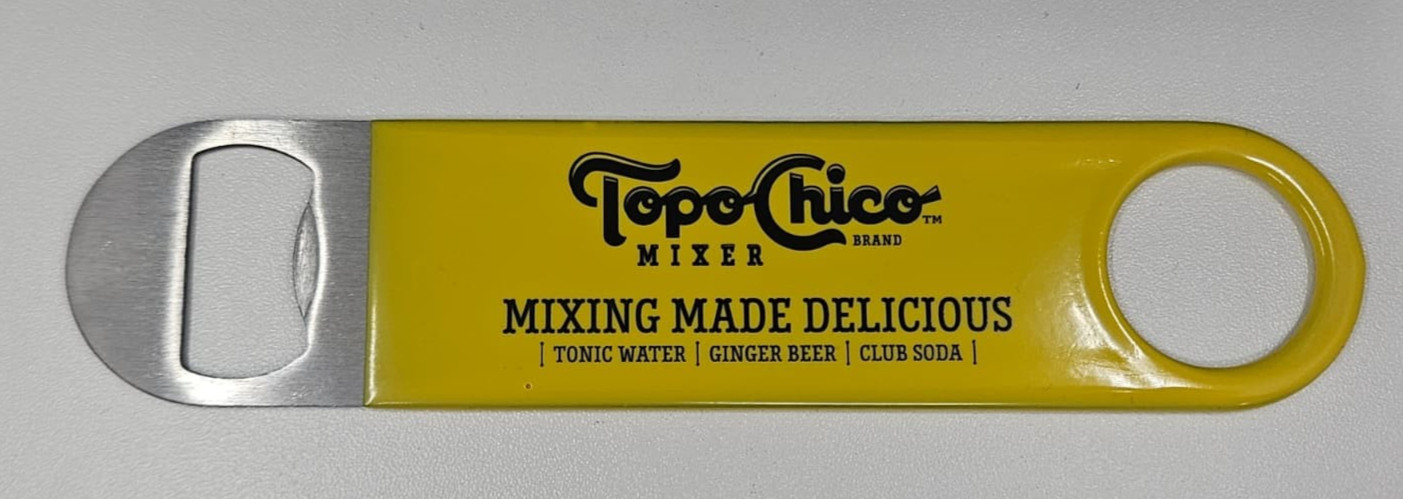 Topo Chico™
MIXER BRAND
MIXING MADE DELICIOUS
| TONIC WATER | GINGER BEER | CLUB SODA |